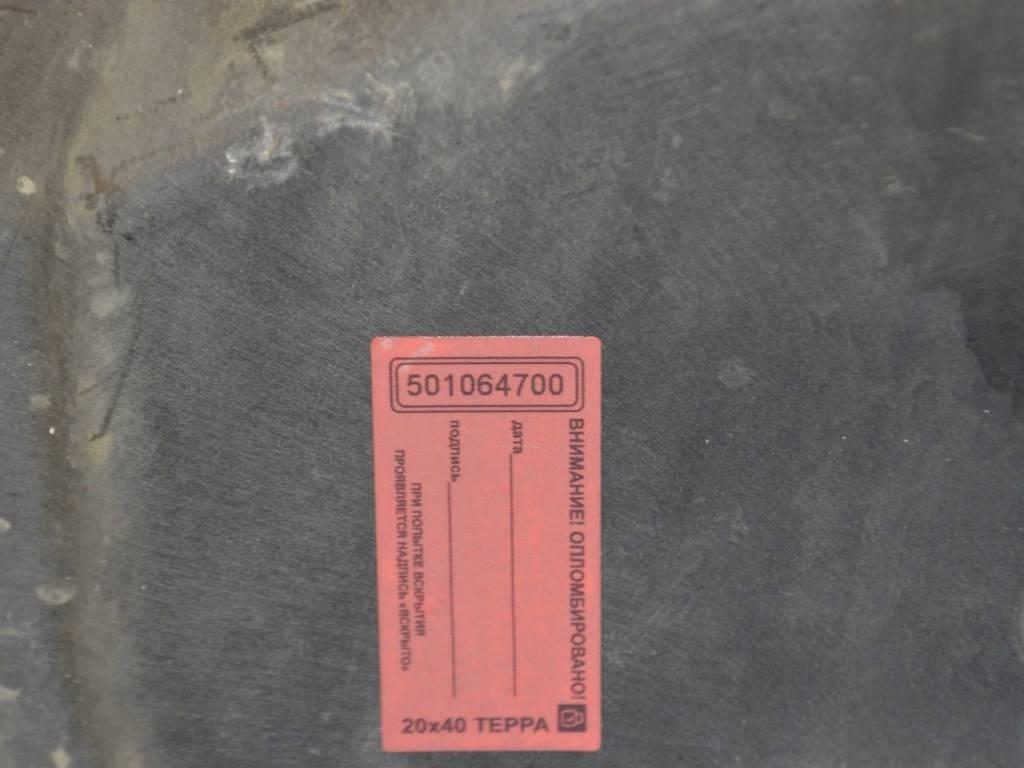 501064700
ВНИМАНИЕ! ОПЛОМБИРОВАНО!
дата
подпись
ПРИ ПОПЫТКЕ ВСКРЫТИЯ
ПРОЯВЛЯЕТСЯ НАДПИСЬ «ВСКРЫТО»
20x40 ТЕРРА